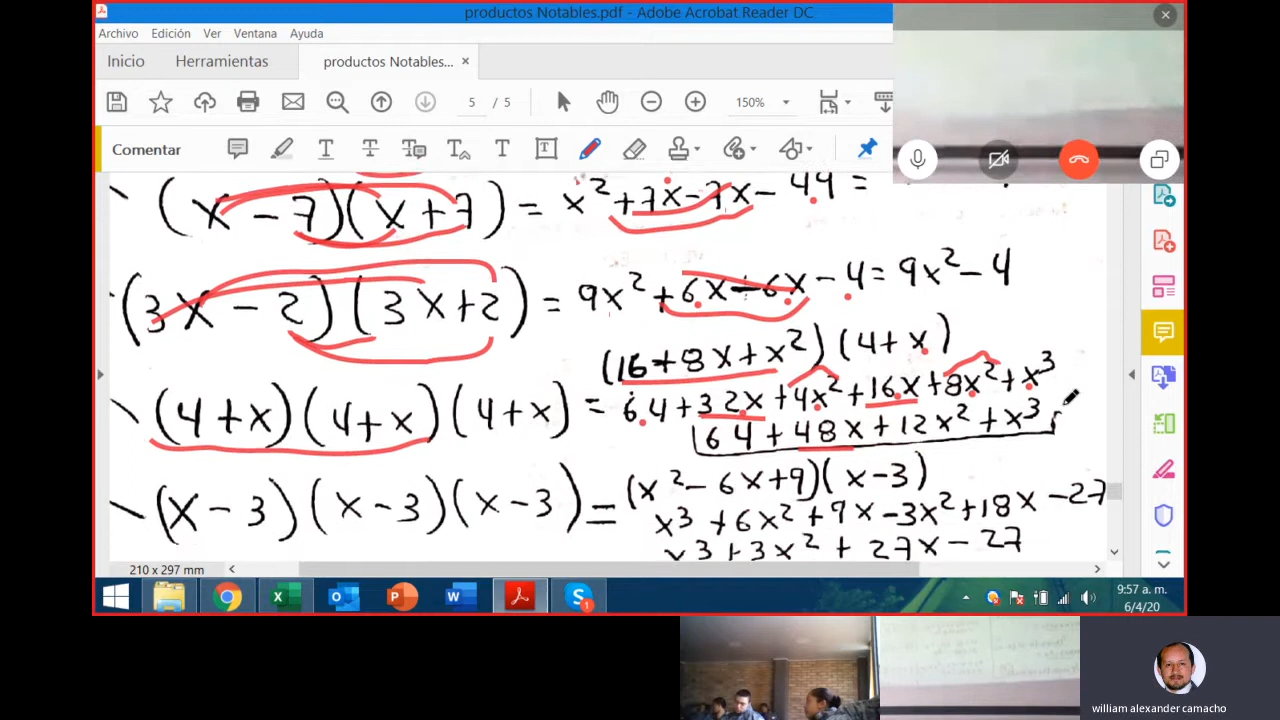 productos Notables.pdf - Adobe Acrobat Reader DC
Archivo Edición Ver Ventana Ayuda
Inicio Herramientas productos Notables... ×
5 / 5 150%
Comentar
(x - 7)(x + 7) = x² + 7x - 7x - 49 =
(3x - 2)(3x + 2) = 9x² + 6x - 6x - 4 = 9x² - 4
(16 + 8x + x²)(4 + x)
(4 + x)(4 + x)(4 + x) = 64 + 32x + 4x² + 16x + 8x² + x³
64 + 48x + 12x² + x³
(x - 3)(x - 3)(x - 3) = (x² - 6x + 9)(x - 3)
x³ + 6x² + 9x - 3x² + 18x - 27
x³ + 3x² + 27x - 27
210 x 297 mm
9:57 a. m.
6/4/20
william alexander camacho